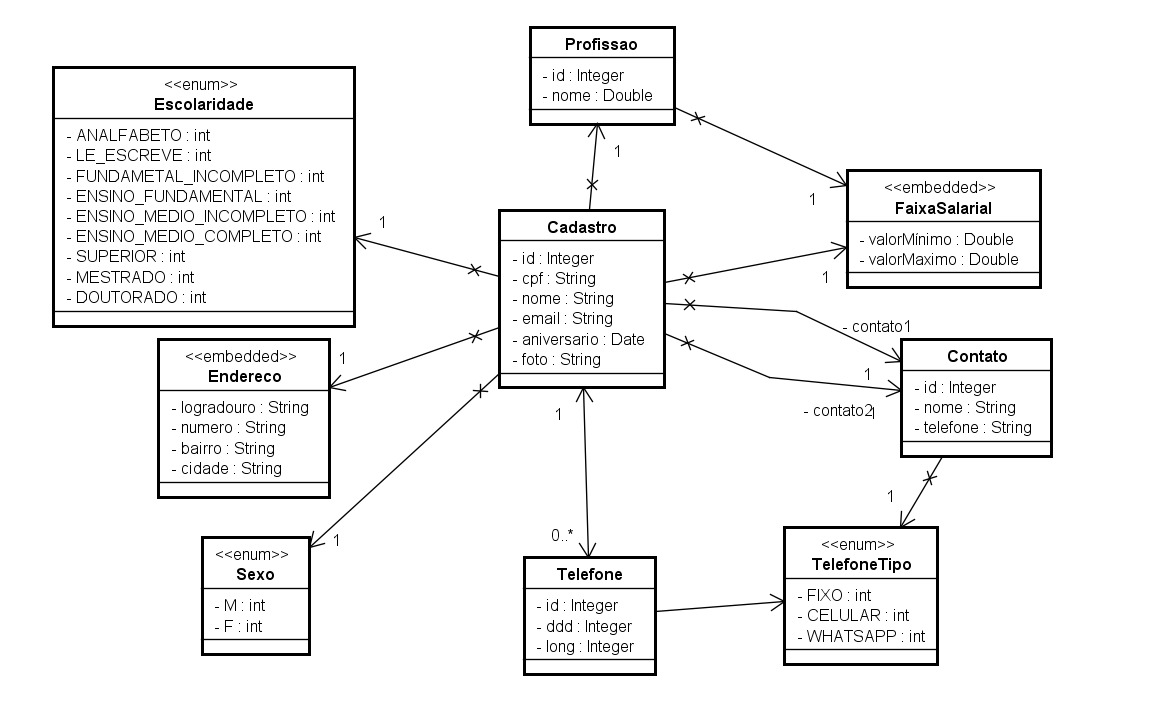 Profissao
- id : Integer
- nome : Double
1
<<enum>>
Escolaridade
- ANALFABETO : int
- LE_ESCREVE : int
- FUNDAMETAL_INCOMPLETO : int
- ENSINO_FUNDAMENTAL : int
- ENSINO_MEDIO_INCOMPLETO : int
- ENSINO_MEDIO_COMPLETO : int
- SUPERIOR : int
- MESTRADO : int
- DOUTORADO : int
1
1
<<embedded>>
FaixaSalarial
- valorMínimo : Double
- valorMaximo : Double
Cadastro
- id : Integer
- cpf : String
- nome : String
- email : String
- aniversario : Date
- foto : String
1
- contato1
1
- contato2
1
Contato
- id : Integer
- nome : String
- telefone : String
1
<<embedded>>
Endereco
- logradouro : String
- numero : String
- bairro : String
- cidade : String
1
1
0..*
1
<<enum>>
Sexo
- M : int
- F : int
Telefone
- id : Integer
- ddd : Integer
- long : Integer
1
<<enum>>
TelefoneTipo
- FIXO : int
- CELULAR : int
- WHATSAPP : int